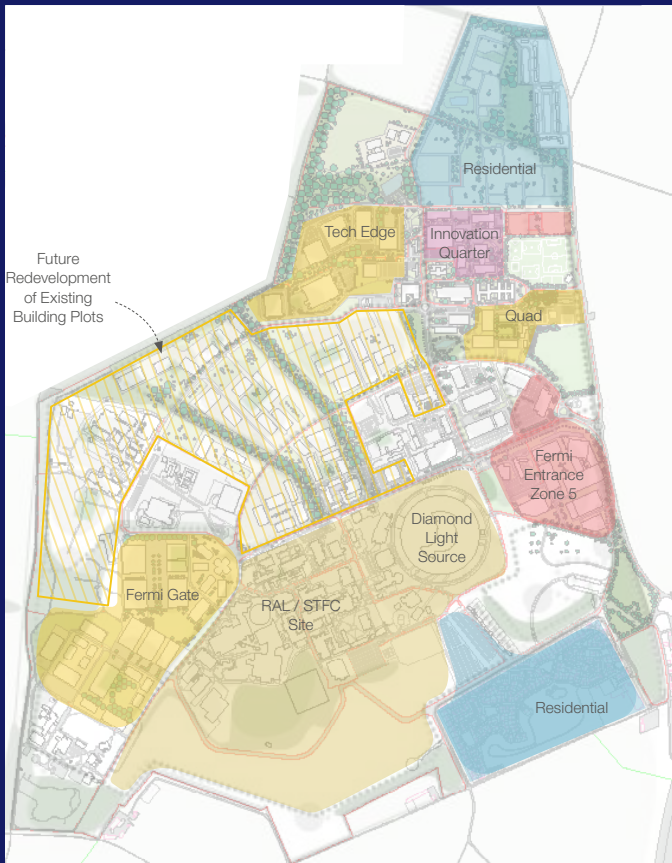 Residential
Tech Edge
Innovation
Quarter
Future
Redevelopment
of Existing
Building Plots
Quad
Fermi
Entrance
Zone 5
Diamond
Light
Source
Fermi Gate
RAL / STFC
Site
Residential